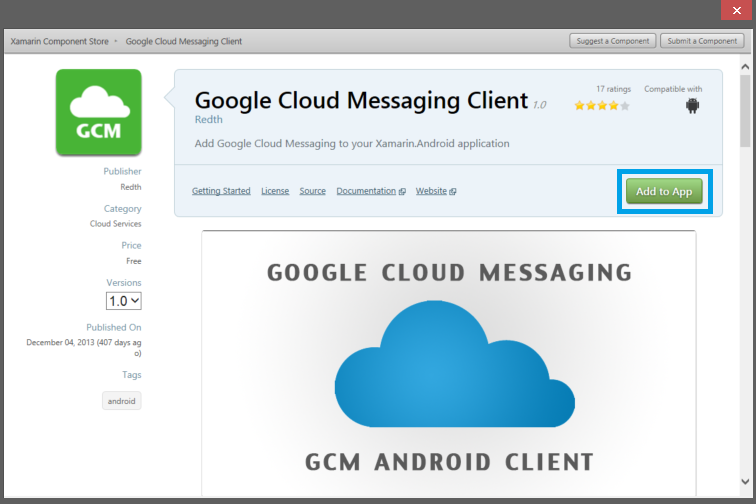 Xamarin Component Store
Google Cloud Messaging Client
Suggest a Component
Submit a Component
GCM
Google Cloud Messaging Client 1.0
17 ratings
Compatible with
Redth
Add Google Cloud Messaging to your Xamarin.Android application
Getting Started
License
Source
Documentation
Website
Add to App
Publisher
Redth
Category
Cloud Services
Price
Free
Versions
1.0
Published On
December 04, 2013 (407 days ag
o)
Tags
android
GOOGLE CLOUD MESSAGING
GCM ANDROID CLIENT